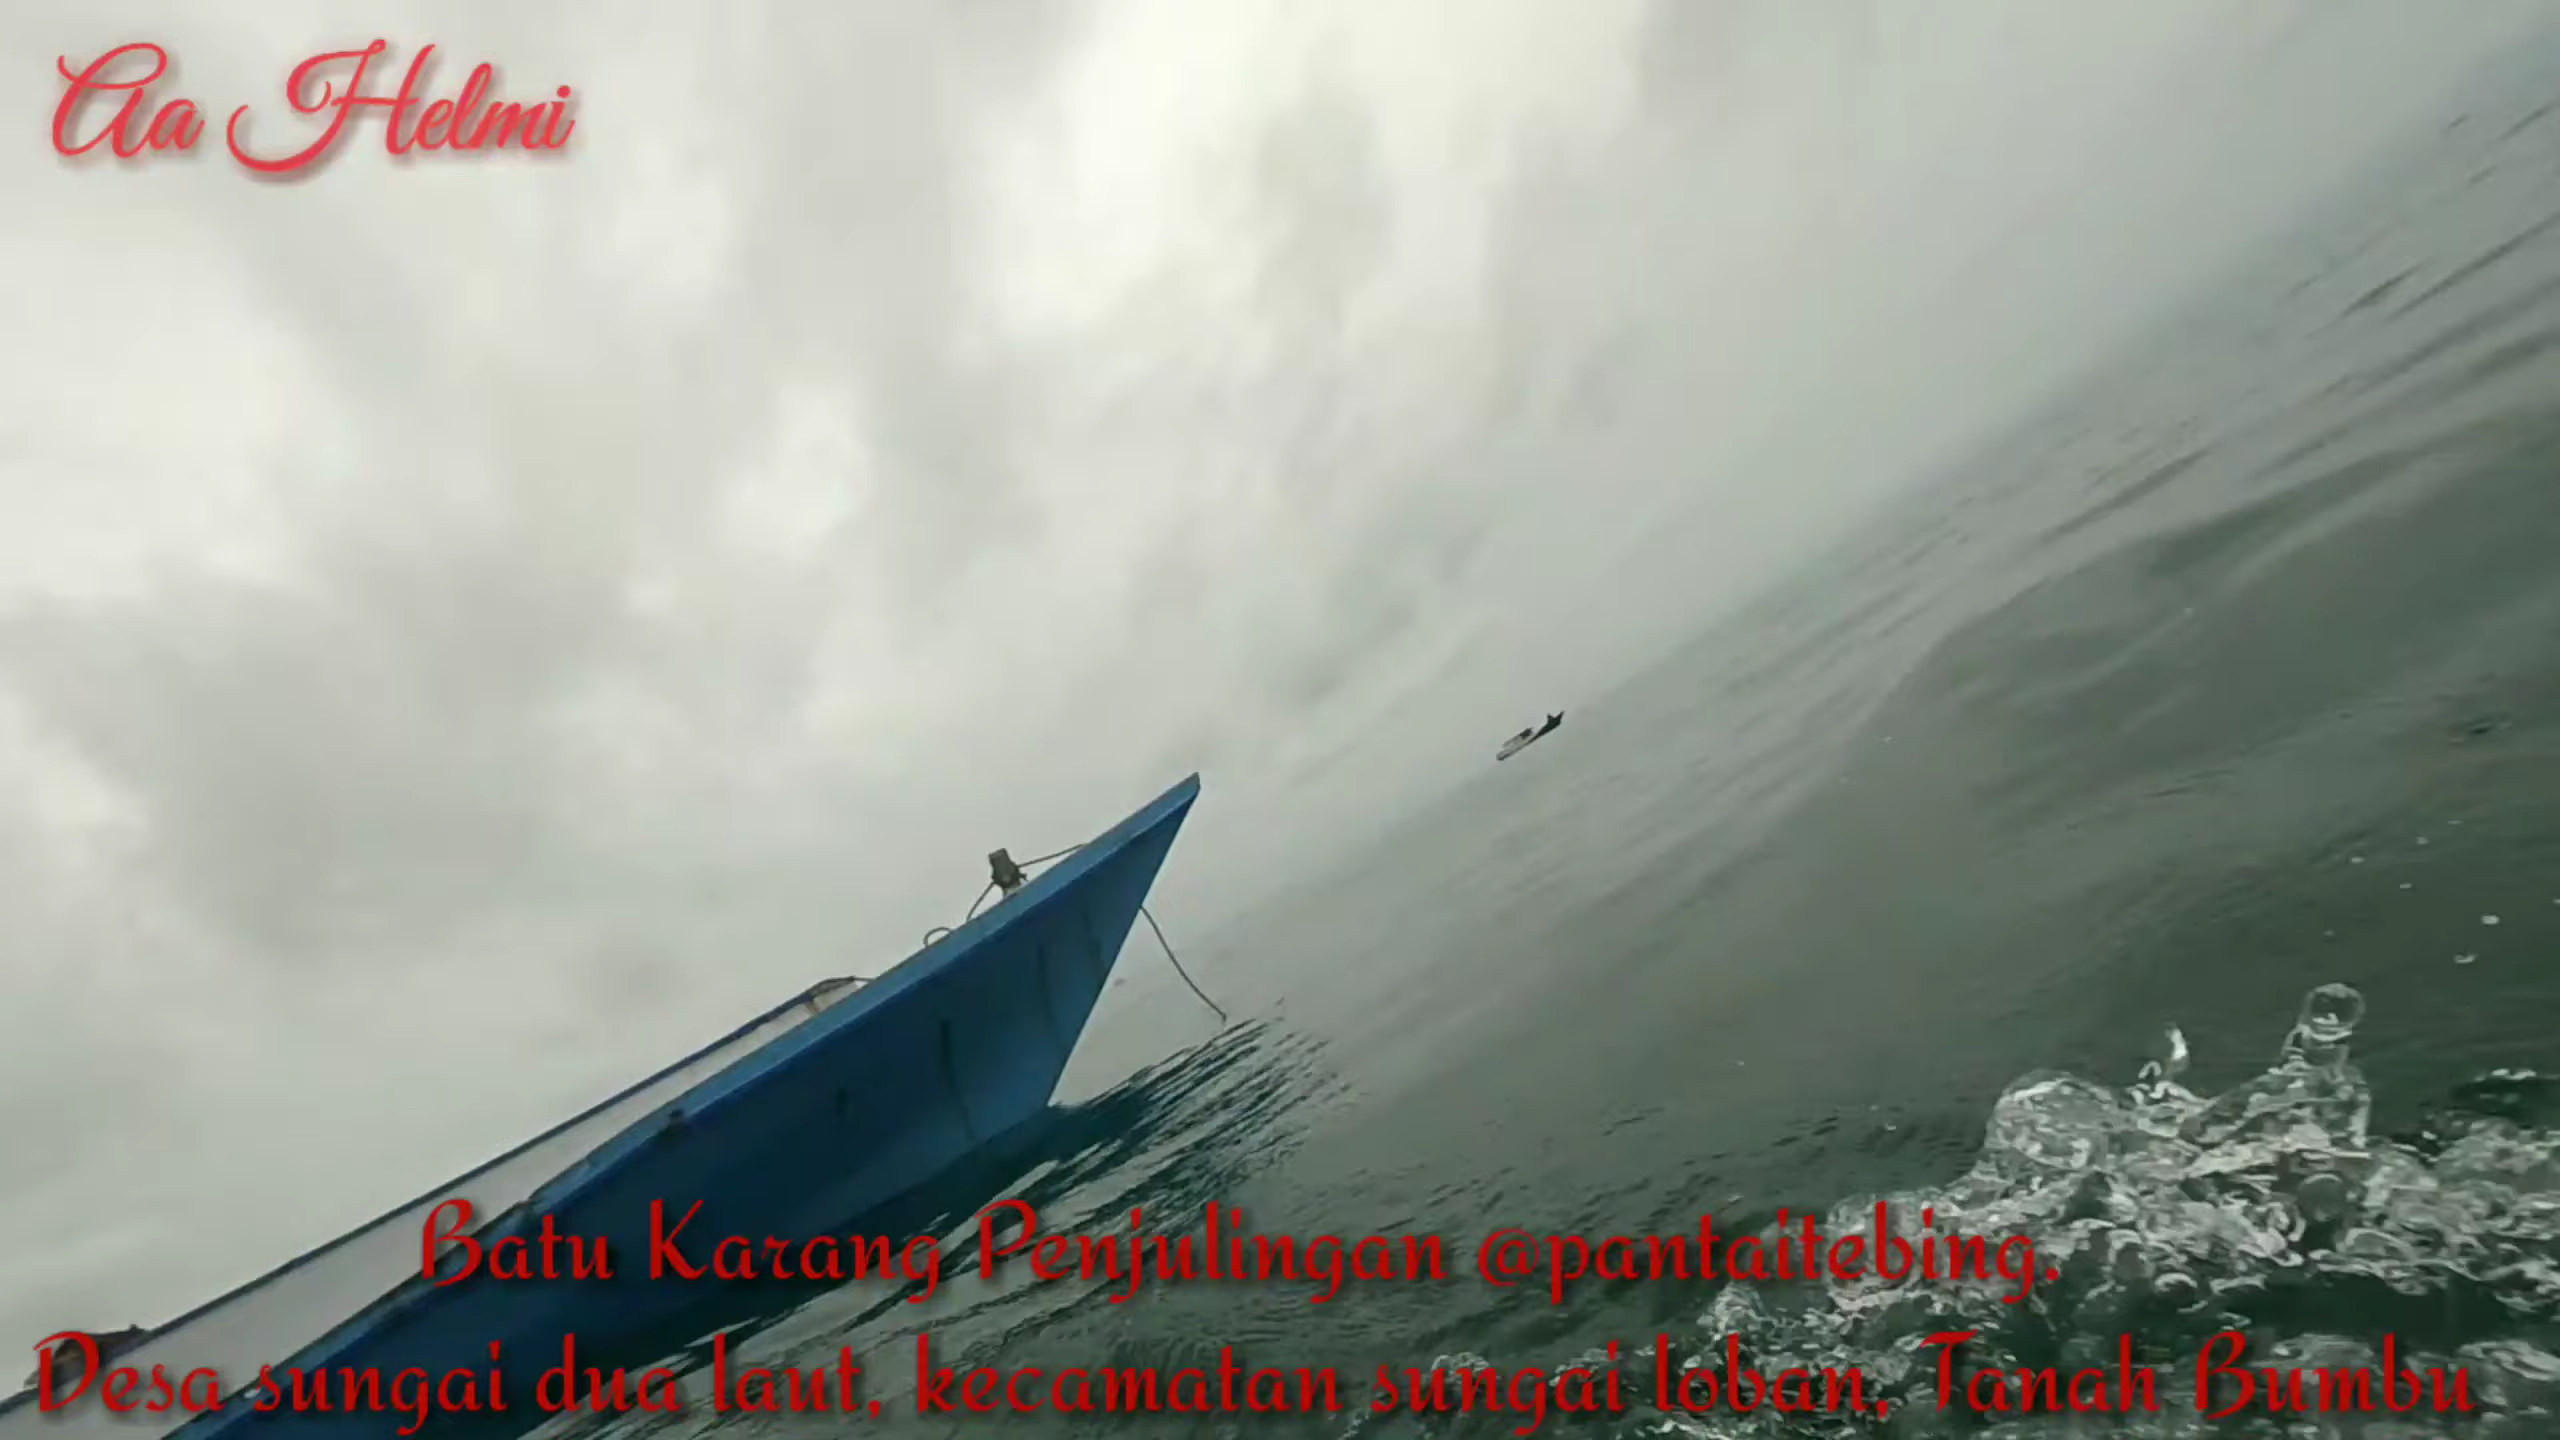 Aa Helmi
Batu Karang Penjulingan @pantaitebing.
Desa sungai dua laut, kecamatan sungai loban, Tanah Bumbu